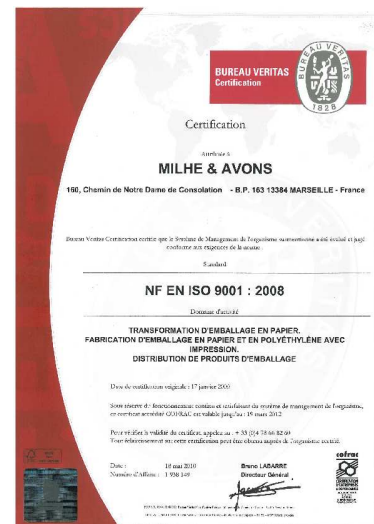 BUREAU VERITAS
Certification
BUREAU VERITAS
1828
Certification
Attribuée à
MILHE & AVONS
160, Chemin de Notre Dame de Consolation - B.P. 163 13384 MARSEILLE - France
Bureau Veritas Certification certifie que le Système de Management de l'organisme susmentionné a été évalué et jugé
conforme aux exigences de la norme
Standard
NF EN ISO 9001 : 2008
Domaine d'activité
TRANSFORMATION D'EMBALLAGE EN PAPIER.
FABRICATION D'EMBALLAGE EN PAPIER ET EN POLYÉTHYLÈNE AVEC
IMPRESSION.
DISTRIBUTION DE PRODUITS D'EMBALLAGE
Date de certification originale : 17 janvier 2000
Sous réserve du fonctionnement continu et satisfaisant du système de management de l'organisme,
ce certificat accrédité COFRAC est valable jusqu'au : 19 mars 2012
Pour vérifier la validité du certificat appelez au : + 33 (0)4 78 66 82 60
Tout éclaircissement sur cette certification peut être obtenu auprès de l'organisme certifié.
Date : 18 mai 2010 Bruno LABARRE
Numéro d'Affaire : 1 938 149 Directeur Général
cofrac